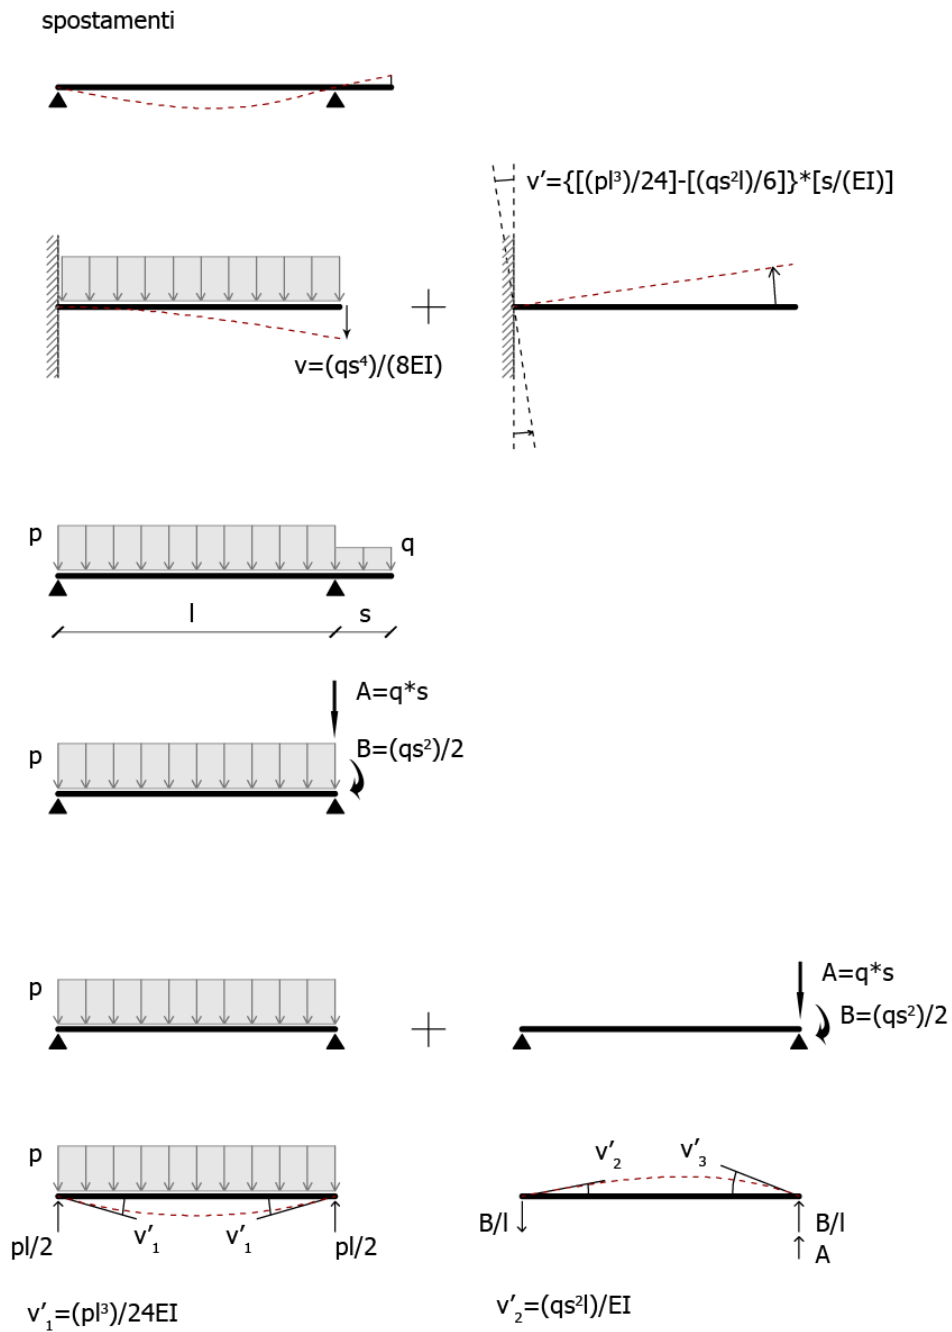 spostamenti
v'={[(pl³)/24]-[(qs²l)/6]}*[s/(EI)]
v=(qs⁴)/(8EI)
p
q
l
s
A=q*s
p
B=(qs²)/2
p
A=q*s
B=(qs²)/2
p
v'₂
v'₃
v'₁
v'₁
pl/2
pl/2
B/l
B/l
A
v'₁=(pl³)/24EI
v'₂=(qs²l)/EI